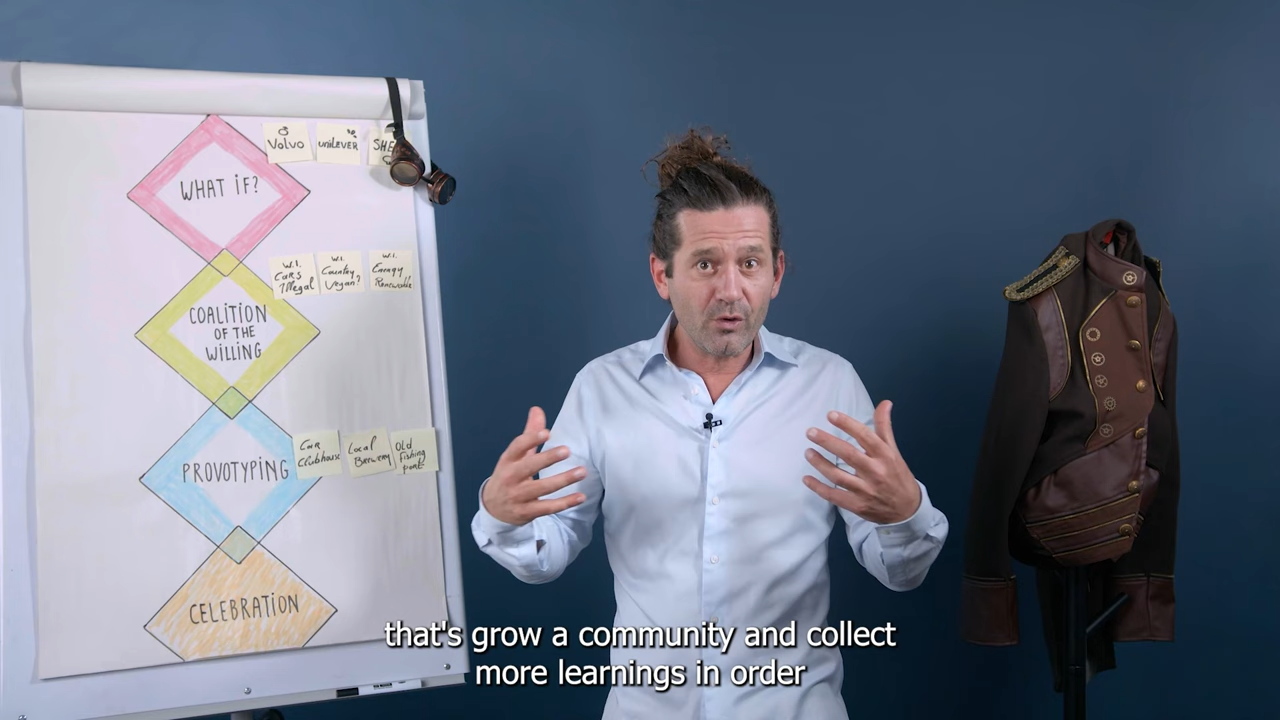 WHAT IF?
Volvo
UNILEVER
SHE
COALITION
OF THE
WILLING
W.I.
Cars
Illegal
W.I.
Country
Vegan?
W.I.
Energy
Renewable
PROVOTYPING
Car
Clubhouse
Local
Brewery
Old
Fishing
port
CELEBRATION
that's grow a community and collect
more learnings in order